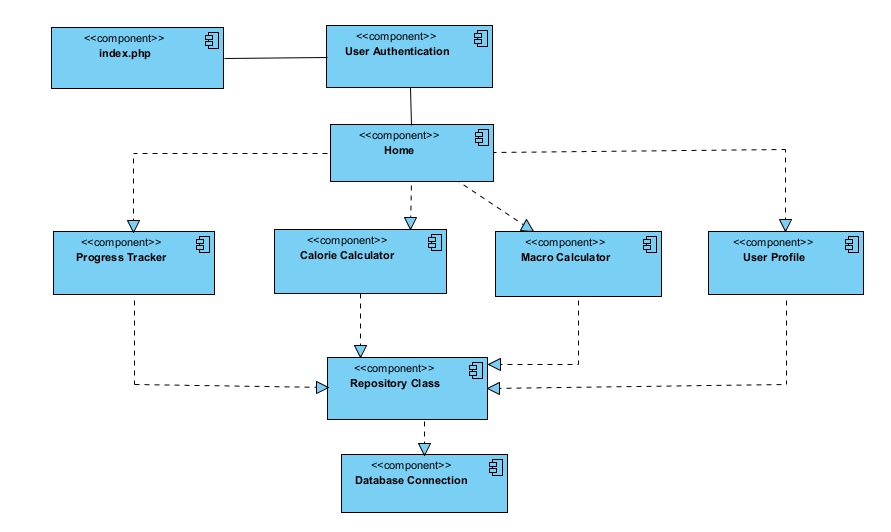 <<component>>
index.php
<<component>>
User Authentication
<<component>>
Home
<<component>>
Progress Tracker
<<component>>
Calorie Calculator
<<component>>
Macro Calculator
<<component>>
User Profile
<<component>>
Repository Class
<<component>>
Database Connection